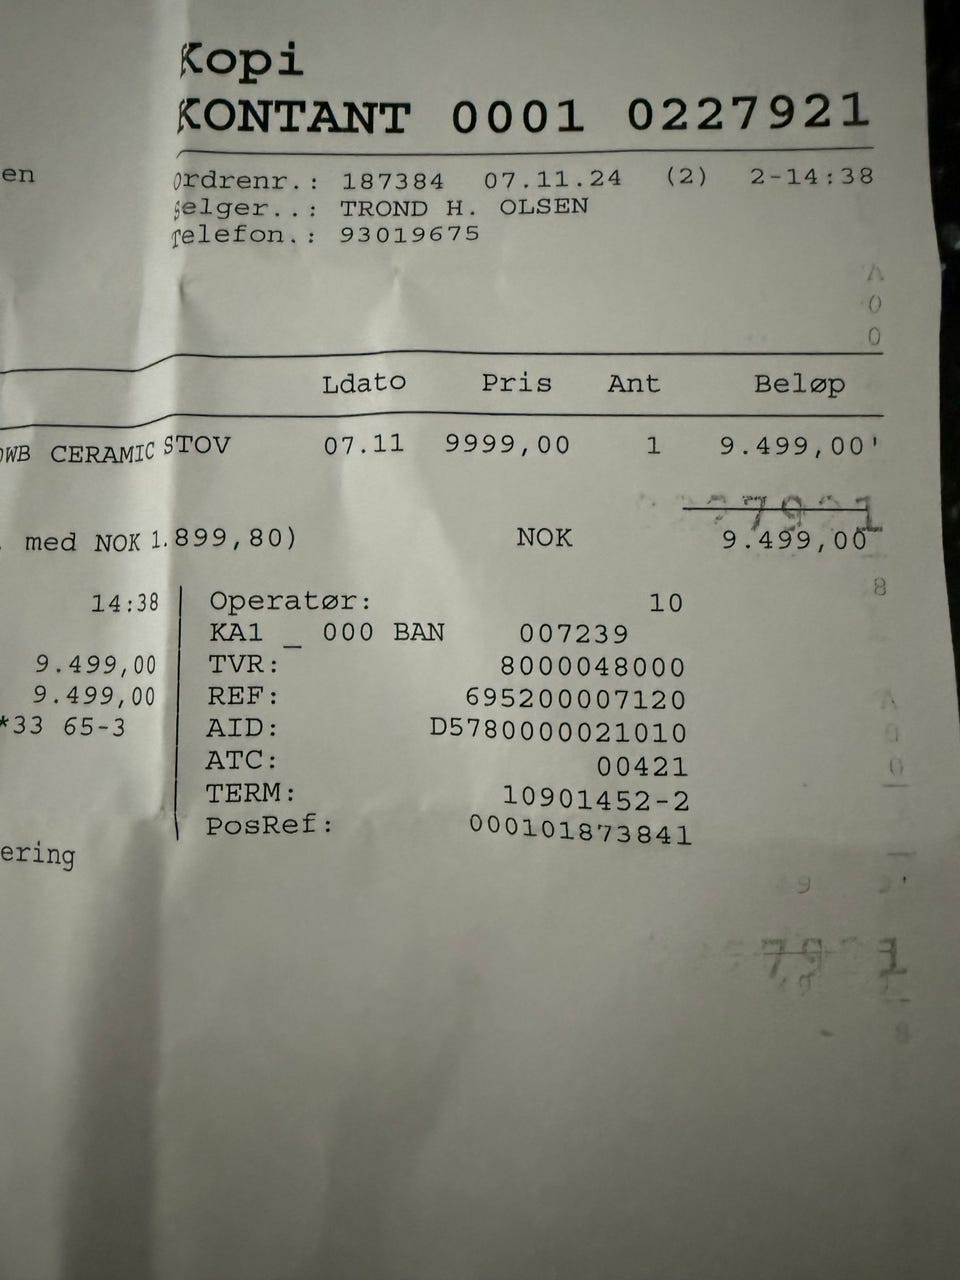 Kopi
KONTANT 0001 0227921
en
Ordrenr.: 187384 07.11.24 (2) 2-14:38
Selger..: TROND H. OLSEN
Telefon.: 93019675
Ldato Pris Ant Beløp
OWB CERAMIC STOV 07.11 9999,00 1 9.499,00'
. med NOK 1.899,80) NOK 9.499,00
14:38 Operatør: 10
KA1 _ 000 BAN 007239
9.499,00 TVR: 8000048000
9.499,00 REF: 695200007120
*33 65-3 AID: D5780000021010
ATC: 00421
TERM: 10901452-2
PosRef: 000101873841
ering